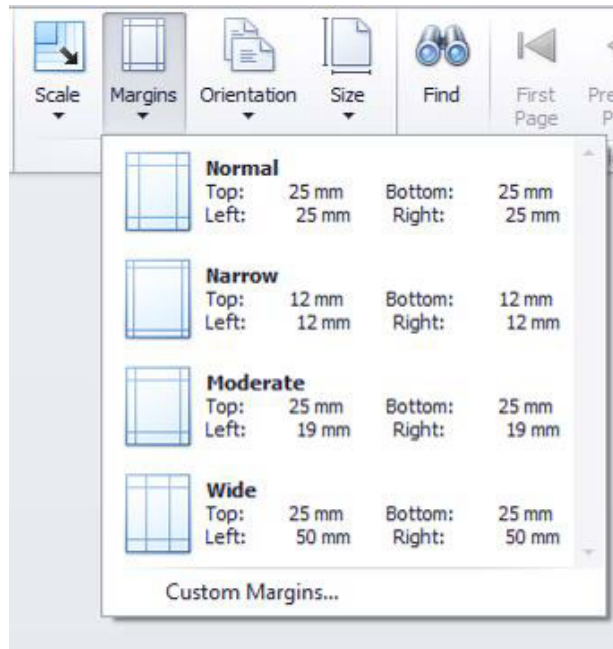 Scale Margins Orientation Size Find First Page
Normal
Top: 25 mm Bottom: 25 mm
Left: 25 mm Right: 25 mm
Narrow
Top: 12 mm Bottom: 12 mm
Left: 12 mm Right: 12 mm
Moderate
Top: 25 mm Bottom: 25 mm
Left: 19 mm Right: 19 mm
Wide
Top: 25 mm Bottom: 25 mm
Left: 50 mm Right: 50 mm
Custom Margins...